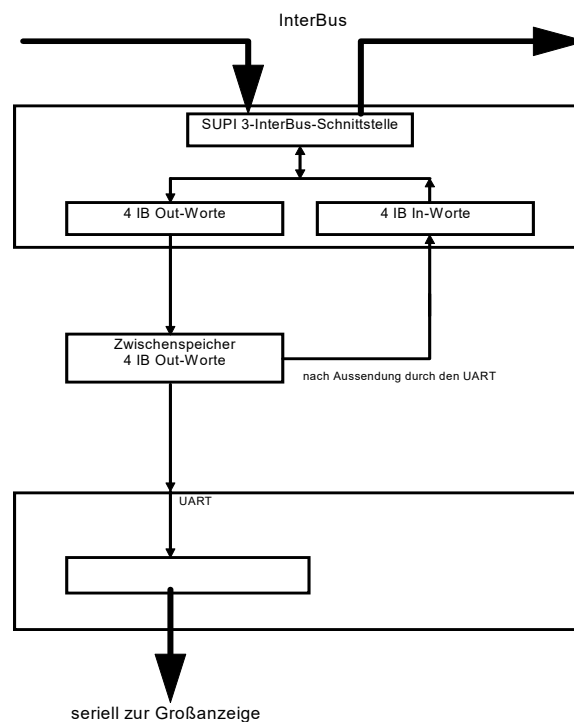 InterBus
SUPI 3-InterBus-Schnittstelle
4 IB Out-Worte
4 IB In-Worte
Zwischenspeicher
4 IB Out-Worte
nach Aussendung durch den UART
UART
seriell zur Großanzeige